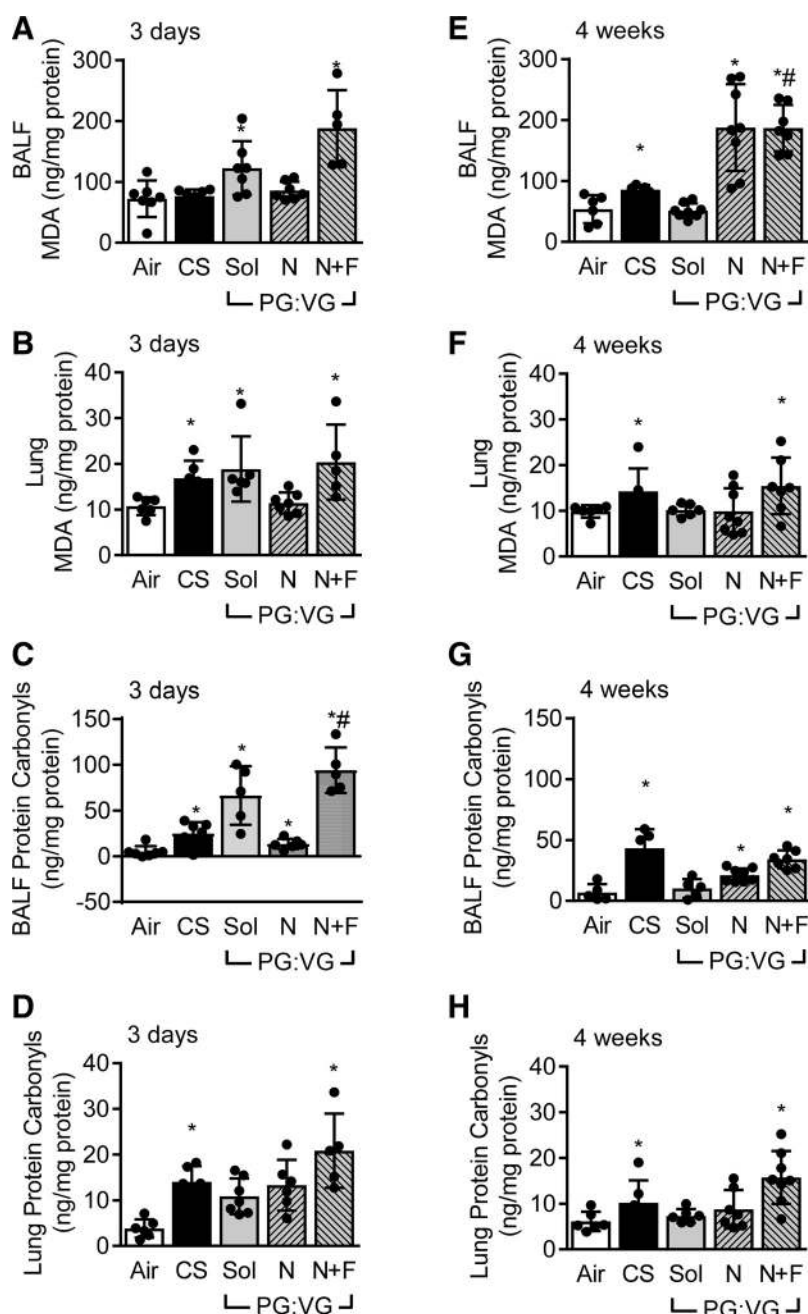 A
3 days
BALF
MDA (ng/mg protein)
300
200
100
0
*
*
Air CS Sol N N+F
PG:VG
E
4 weeks
BALF
MDA (ng/mg protein)
300
200
100
0
*
*
*#
Air CS Sol N N+F
PG:VG
B
3 days
Lung
MDA (ng/mg protein)
40
30
20
10
0
*
*
*
Air CS Sol N N+F
PG:VG
F
4 weeks
Lung
MDA (ng/mg protein)
40
30
20
10
0
*
*
Air CS Sol N N+F
PG:VG
C
3 days
BALF Protein Carbonyls
(ng/mg protein)
150
100
50
0
-50
*
*
*
*#
Air CS Sol N N+F
PG:VG
G
4 weeks
BALF Protein Carbonyls
(ng/mg protein)
150
100
50
0
*
*
*
Air CS Sol N N+F
PG:VG
D
3 days
Lung Protein Carbonyls
(ng/mg protein)
40
30
20
10
0
*
*
Air CS Sol N N+F
PG:VG
H
4 weeks
Lung Protein Carbonyls
(ng/mg protein)
40
30
20
10
0
*
*
Air CS Sol N N+F
PG:VG